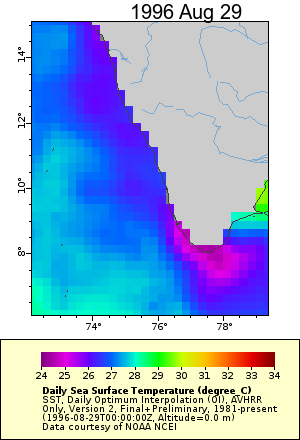 1996 Aug 29
14°
12°
10°
8°
74° 76° 78°
24 25 26 27 28 29 30 31 32 33 34
Daily Sea Surface Temperature (degree_C)
SST, Daily Optimum Interpolation (OI), AVHRR
Only, Version 2, Final+Preliminary, 1981-present
(1996-08-29T00:00:00Z, Altitude=0.0 m)
Data courtesy of NOAA NCEI